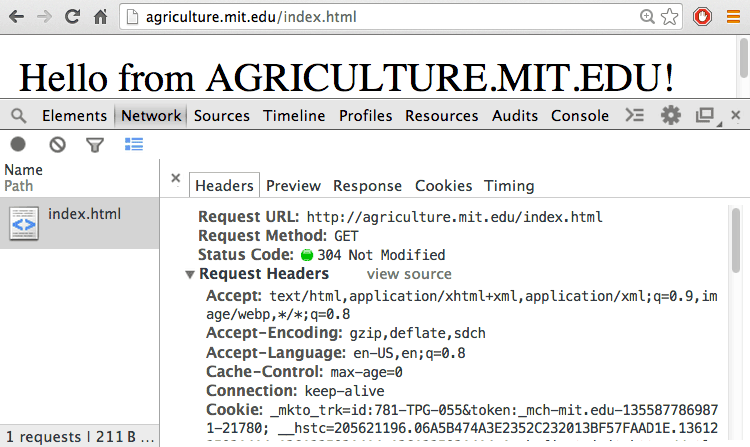 agriculture.mit.edu/index.html
Hello from AGRICULTURE.MIT.EDU!
Elements Network Sources Timeline Profiles Resources Audits Console
Name
Path
× Headers Preview Response Cookies Timing
index.html
Request URL: http://agriculture.mit.edu/index.html
Request Method: GET
Status Code: 304 Not Modified
Request Headers view source
Accept: text/html,application/xhtml+xml,application/xml;q=0.9,im
age/webp,*/*;q=0.8
Accept-Encoding: gzip,deflate,sdch
Accept-Language: en-US,en;q=0.8
Cache-Control: max-age=0
Connection: keep-alive
Cookie: _mkto_trk=id:781-TPG-055&token:_mch-mit.edu-135587786987
1-21780; __hstc=205621196.06A5B474A3E2352C232013BF57FAAD1E.13612
1 requests | 211 B ...